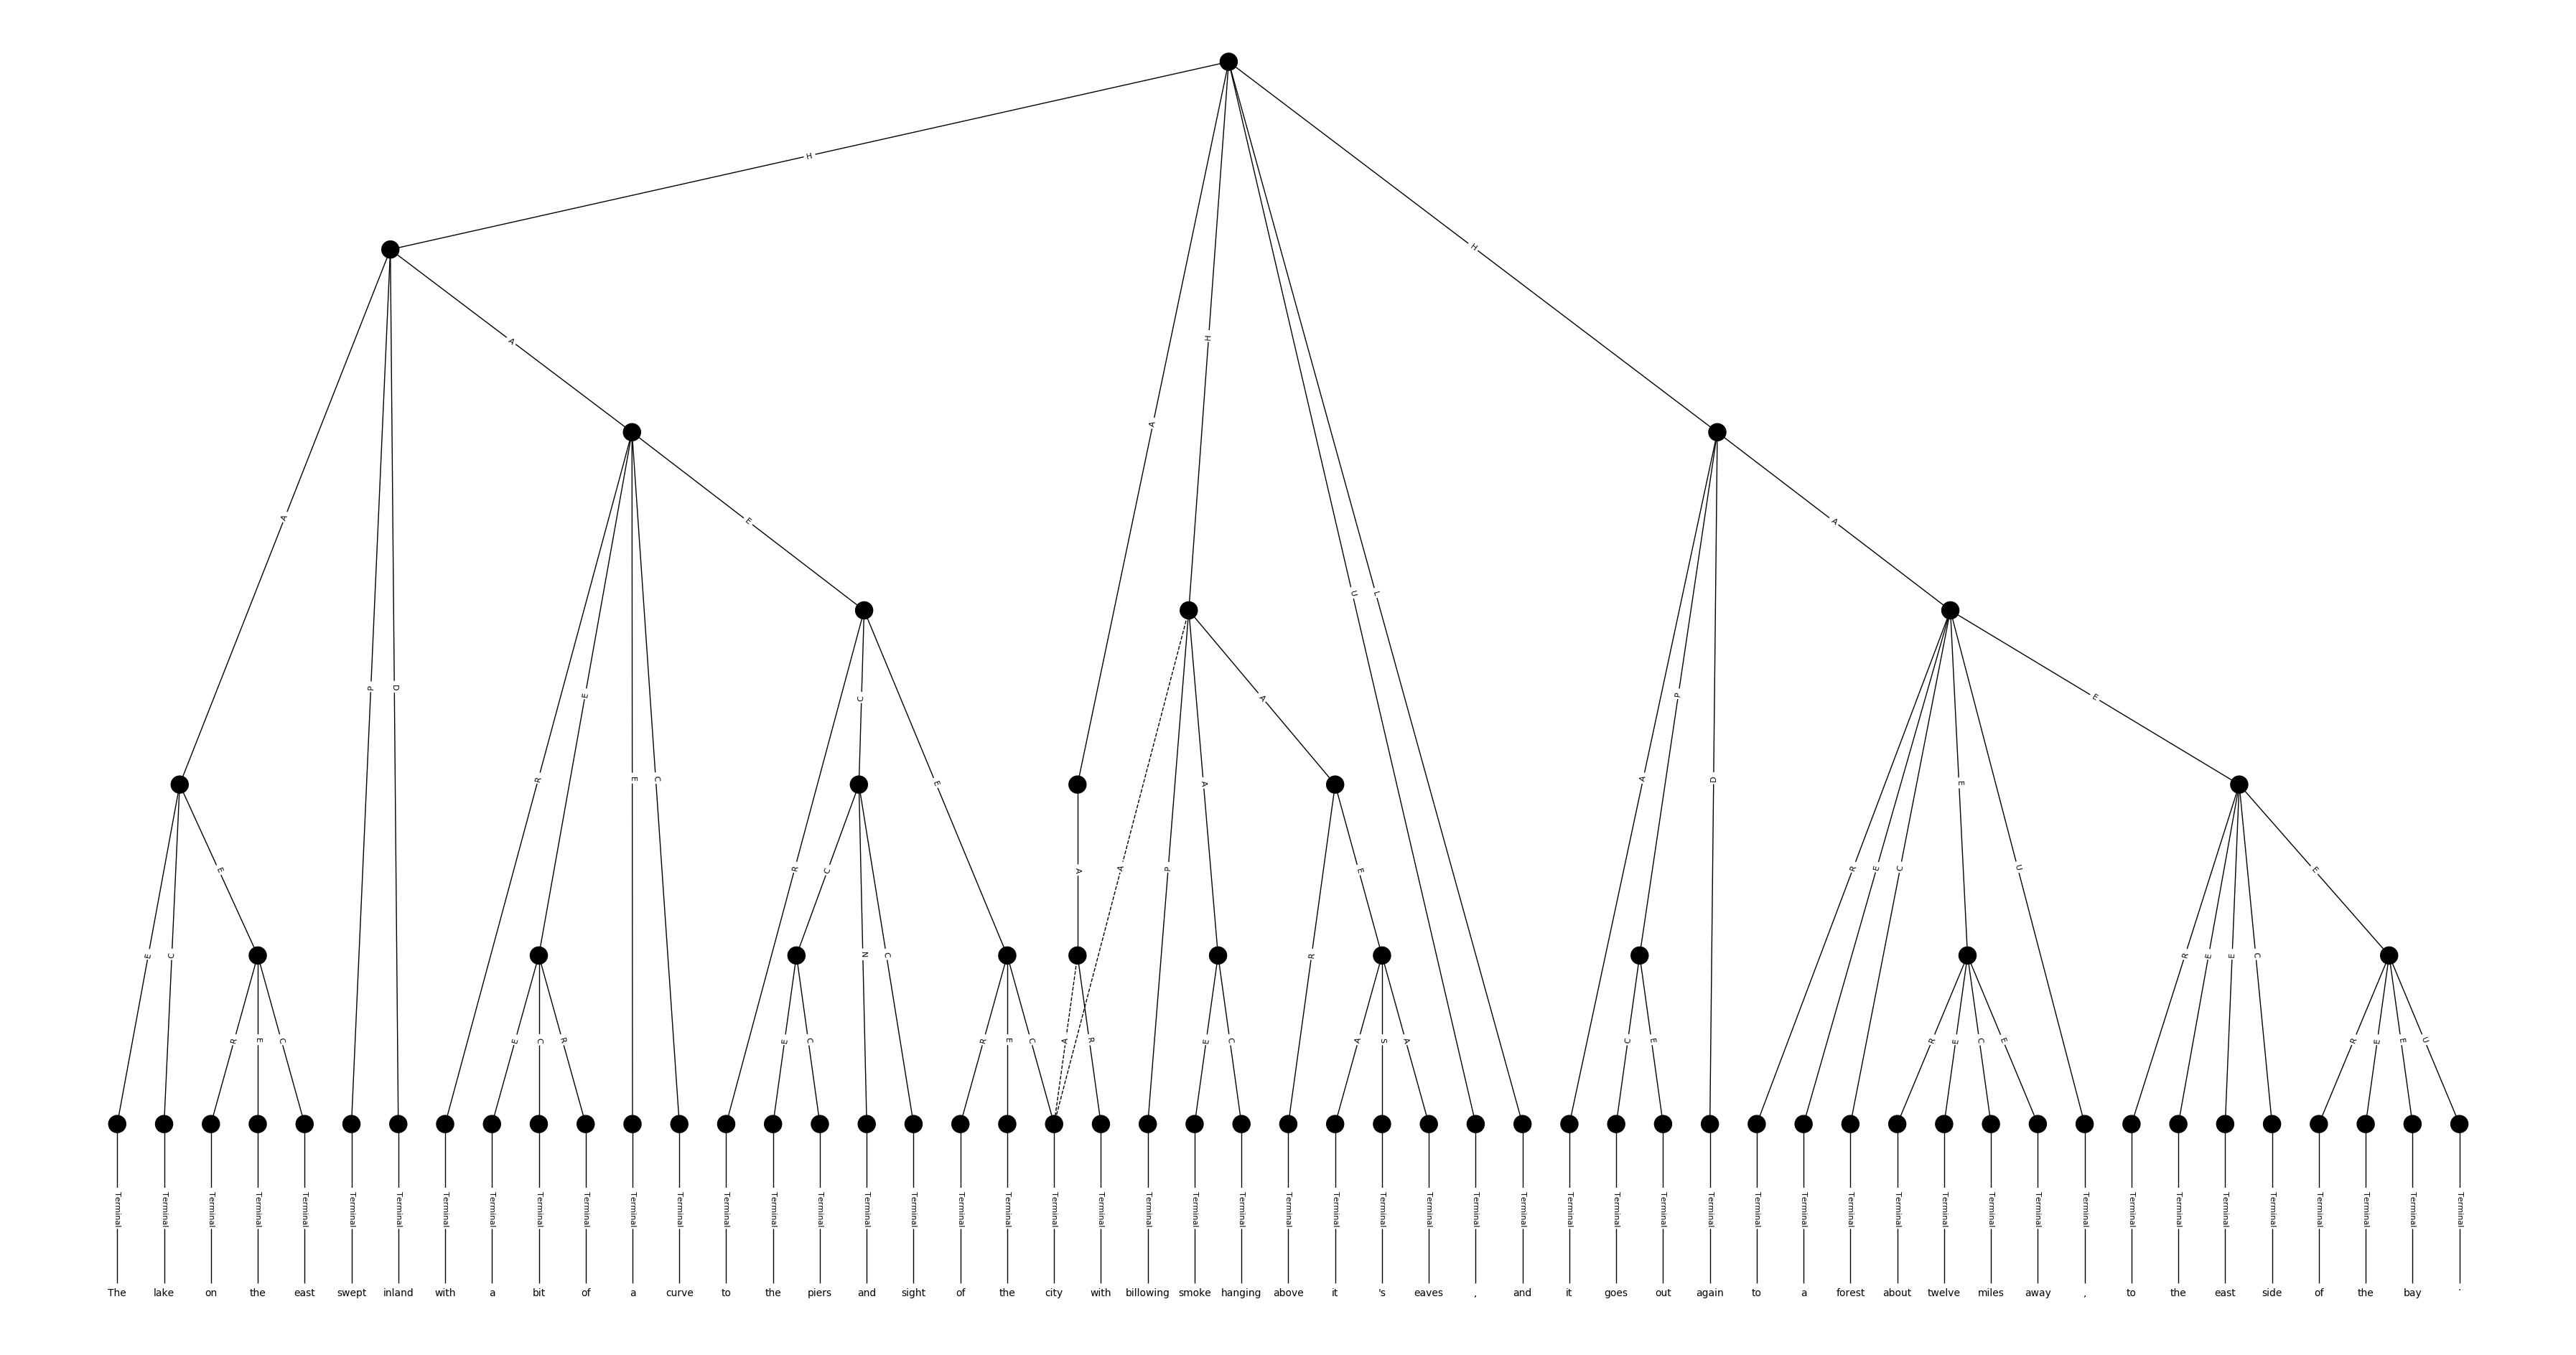 H
A
H
A
A
H
E
U
L
P
D
E
C
P
A
A
E
R
E
C
R
A
D
E
U
C
E
R
C
A
P
A
E
R
E
C
E
E
C
N
C
R
R
E
E
C
R
E
C
E
C
R
E
C
R
E
C
A
R
E
C
A
S
A
C
E
R
E
C
E
R
E
E
U
Terminal Terminal Terminal Terminal Terminal Terminal Terminal Terminal Terminal Terminal Terminal Terminal Terminal Terminal Terminal Terminal Terminal Terminal Terminal Terminal Terminal Terminal Terminal Terminal Terminal Terminal Terminal Terminal Terminal Terminal Terminal Terminal Terminal Terminal Terminal Terminal Terminal Terminal Terminal Terminal Terminal Terminal Terminal Terminal Terminal Terminal Terminal Terminal Terminal Terminal Terminal
The lake on the east swept inland with a bit of a curve to the piers and sight of the city with billowing smoke hanging above it 's eaves , and it goes out again to a forest about twelve miles away , to the east side of the bay .